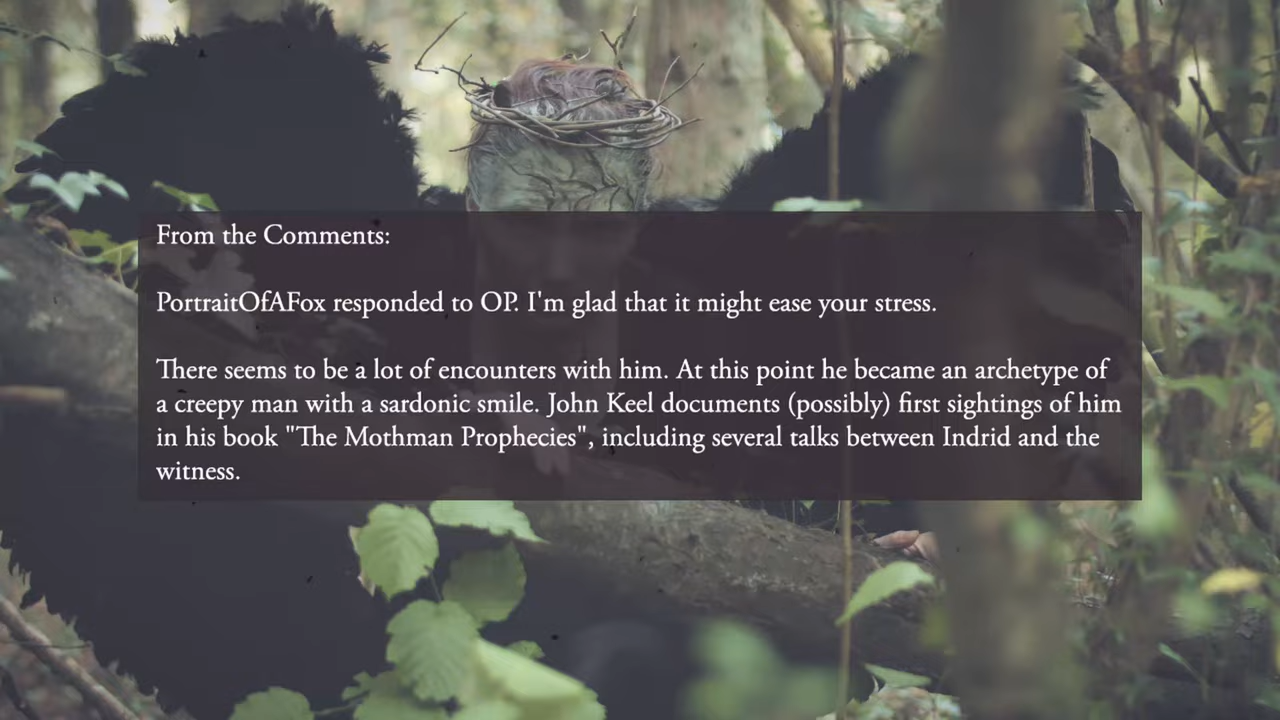 From the Comments:
PortraitOfAFox responded to OP. I'm glad that it might ease your stress.
There seems to be a lot of encounters with him. At this point he became an archetype of
a creepy man with a sardonic smile. John Keel documents (possibly) first sightings of him
in his book "The Mothman Prophecies", including several talks between Indrid and the
witness.